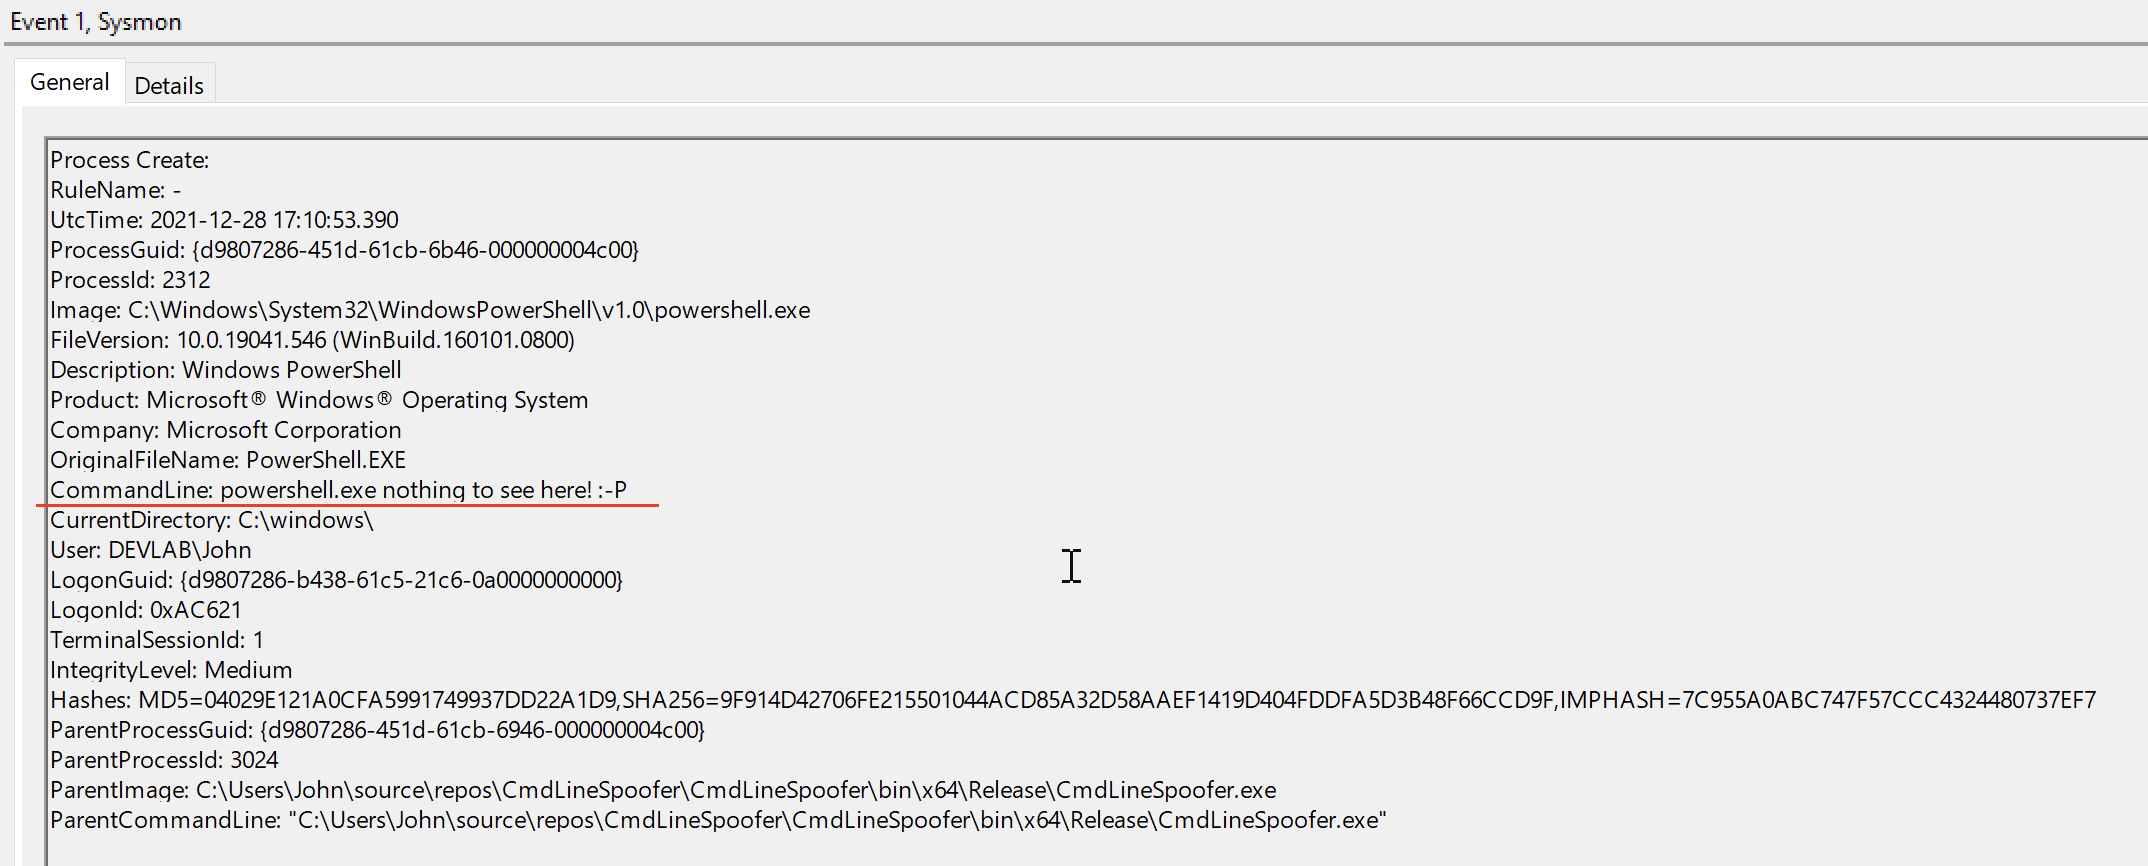 Event 1, Sysmon
General
Details
Process Create:
RuleName: -
UtcTime: 2021-12-28 17:10:53.390
ProcessGuid: {d9807286-451d-61cb-6b46-000000004c00}
ProcessId: 2312
Image: C:\Windows\System32\WindowsPowerShell\v1.0\powershell.exe
FileVersion: 10.0.19041.546 (WinBuild.160101.0800)
Description: Windows PowerShell
Product: Microsoft® Windows® Operating System
Company: Microsoft Corporation
OriginalFileName: PowerShell.EXE
CommandLine: powershell.exe nothing to see here! :-P
CurrentDirectory: C:\windows\
User: DEVLAB\John
LogonGuid: {d9807286-b438-61c5-21c6-0a0000000000}
LogonId: 0xAC621
TerminalSessionId: 1
IntegrityLevel: Medium
Hashes: MD5=04029E121A0CFA5991749937DD22A1D9,SHA256=9F914D42706FE215501044ACD85A32D58AAEF1419D404FDDFA5D3B48F66CCD9F,IMPHASH=7C955A0ABC747F57CCC4324480737EF7
ParentProcessGuid: {d9807286-451d-61cb-6946-000000004c00}
ParentProcessId: 3024
ParentImage: C:\Users\John\source\repos\CmdLineSpoofer\CmdLineSpoofer\bin\x64\Release\CmdLineSpoofer.exe
ParentCommandLine: "C:\Users\John\source\repos\CmdLineSpoofer\CmdLineSpoofer\bin\x64\Release\CmdLineSpoofer.exe"